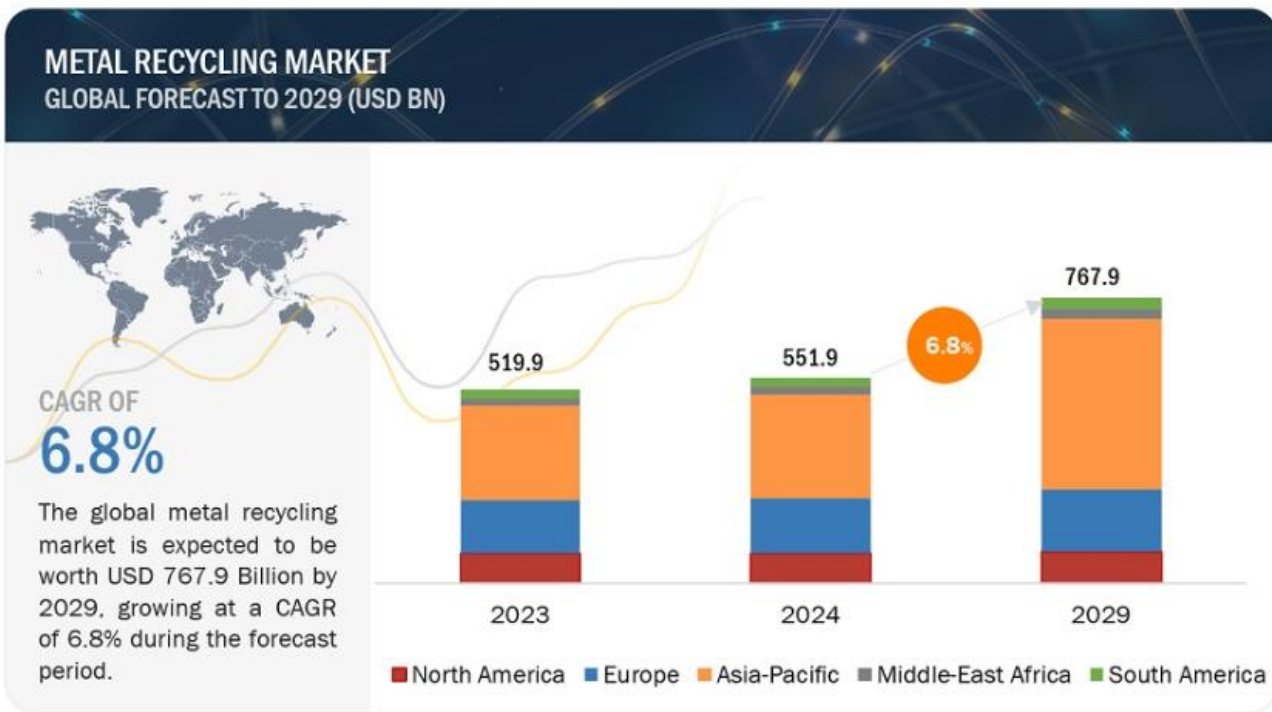 METAL RECYCLING MARKET
GLOBAL FORECAST TO 2029 (USD BN)
CAGR OF
6.8%
The global metal recycling
market is expected to be
worth USD 767.9 Billion by
2029, growing at a CAGR
of 6.8% during the forecast
period.
519.9
551.9
6.8%
767.9
2023 2024 2029
North America Europe Asia-Pacific Middle-East Africa South America